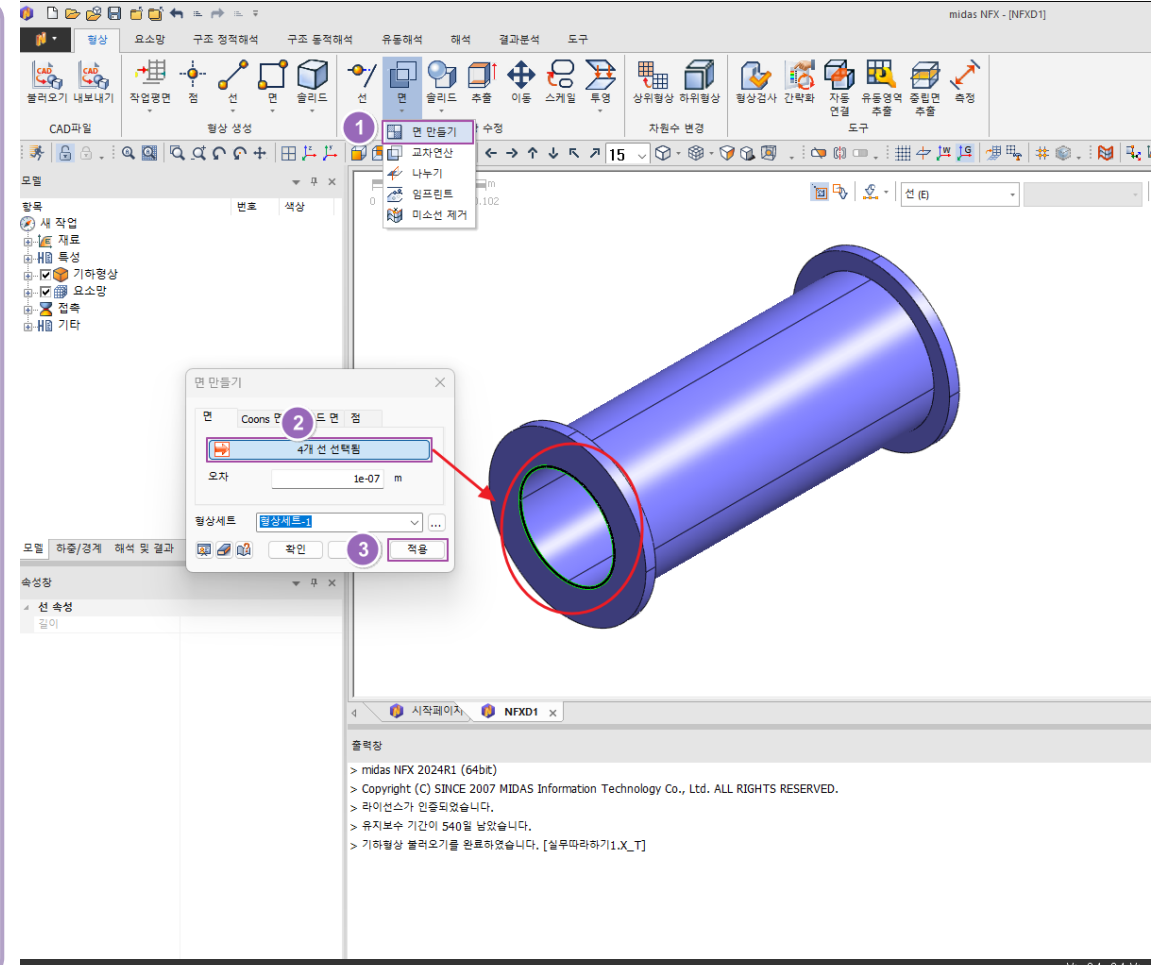 midas NFX - [NFXD1]
형상 요소망 구조 정적해석 구조 동적해석 유동해석 해석 결과분석 도구
CAD CAD
불러오기 내보내기 작업평면 점 선 면 솔리드 선 면 솔리드 추출 이동 스케일 투영 상위형상 하위형상 형상검사 간략화 자동 유동영역 중립면 측정
연결 추출 추출
CAD파일 형상 생성 수정 차원수 변경 도구
1 면 만들기
교차연산
나누기
임프린트
미소선 제거
15
모델
m
0 0.102
선 (E)
항목 번호 색상
새 작업
재료
특성
기하형상
요소망
접촉
기타
면 만들기
면 Coons 드 면 점
2
4개 선 선택됨
오차 1e-07 m
형상세트 형상세트-1 ...
확인 3 적용
모델 하중/경계 해석 및 결과
속성창
선 속성
길이
시작페이지 NFXD1
출력창
> midas NFX 2024R1 (64bit)
> Copyright (C) SINCE 2007 MIDAS Information Technology Co., Ltd. ALL RIGHTS RESERVED.
> 라이선스가 인증되었습니다.
> 유지보수 기간이 540일 남았습니다.
> 기하형상 불러오기를 완료하였습니다. [실무따라하기1.X_T]